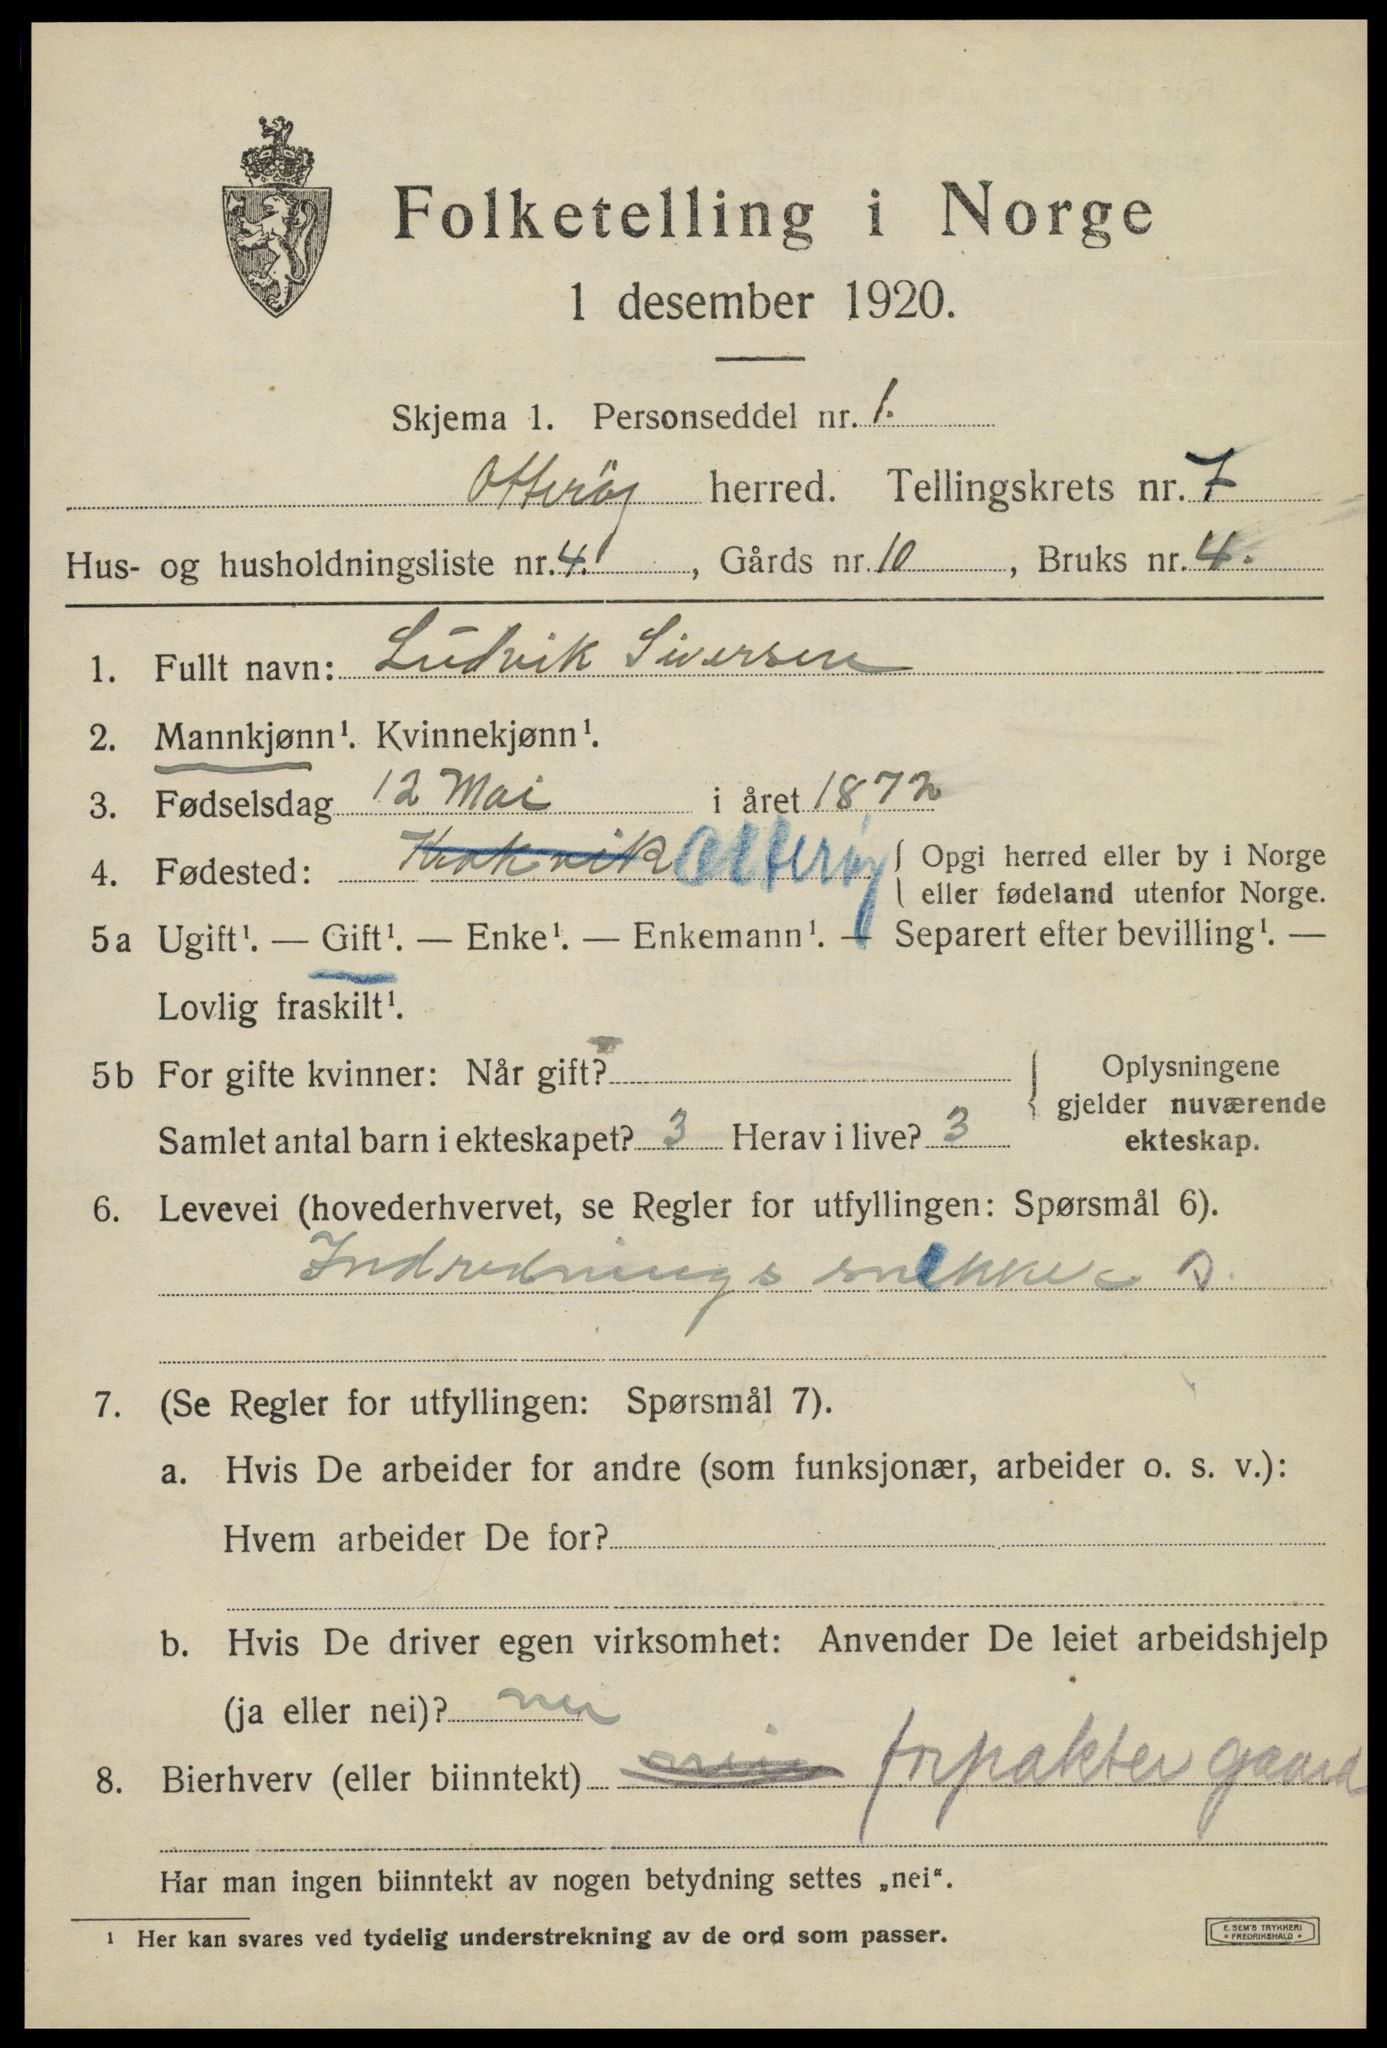 Folketelling i Norge
1 desember 1920.
Skjema 1. Personseddel nr. 1.
Otterøy herred. Tellingskrets nr. 7
Hus- og husholdningsliste nr. 4. , Gårds nr. 10 , Bruks nr. 4.
1. Fullt navn: Ludvik Siversen
2. Mannkjønn¹. Kvinnekjønn¹.
3. Fødselsdag 12 Mai i året 1872
4. Fødested: Krokvik Otterøy { Opgi herred eller by i Norge
eller fødeland utenfor Norge.
5a Ugift¹. — Gift¹. — Enke¹. — Enkemann¹. — Separert efter bevilling¹. —
Lovlig fraskilt¹.
5b For gifte kvinner: Når gift?
Samlet antal barn i ekteskapet? 3 Herav i live? 3
{ Oplysningene
gjelder nuværende
ekteskap.
6. Levevei (hovederhvervet, se Regler for utfyllingen: Spørsmål 6).
Indrednings snekker
7. (Se Regler for utfyllingen: Spørsmål 7).
a. Hvis De arbeider for andre (som funksjonær, arbeider o. s. v.):
Hvem arbeider De for?
b. Hvis De driver egen virksomhet: Anvender De leiet arbeidshjelp
(ja eller nei)? nei
8. Bierhverv (eller biinntekt) nei forpakter gaard
Har man ingen biinntekt av nogen betydning settes „nei“.
¹ Her kan svares ved tydelig understrekning av de ord som passer.
E. SEM'S TRYKKERI
* FREDRIKSHALD *